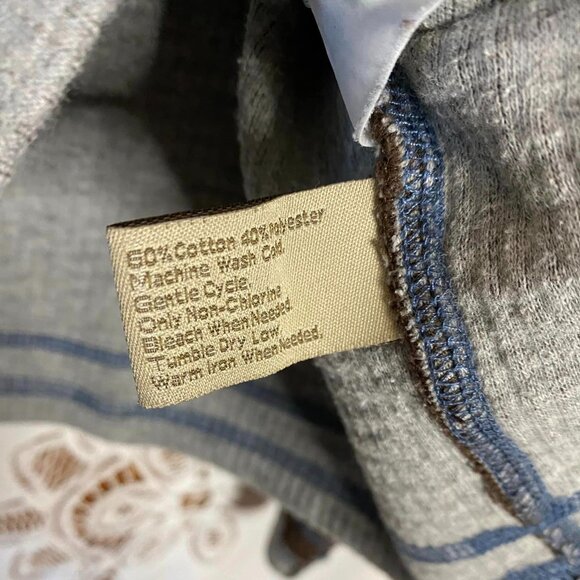 60% Cotton 40% Polyester
Machine Wash Cold
Gentle Cycle
Only Non-Chlorine
Bleach When Needed.
Tumble Dry Low
Warm Iron When Needed.